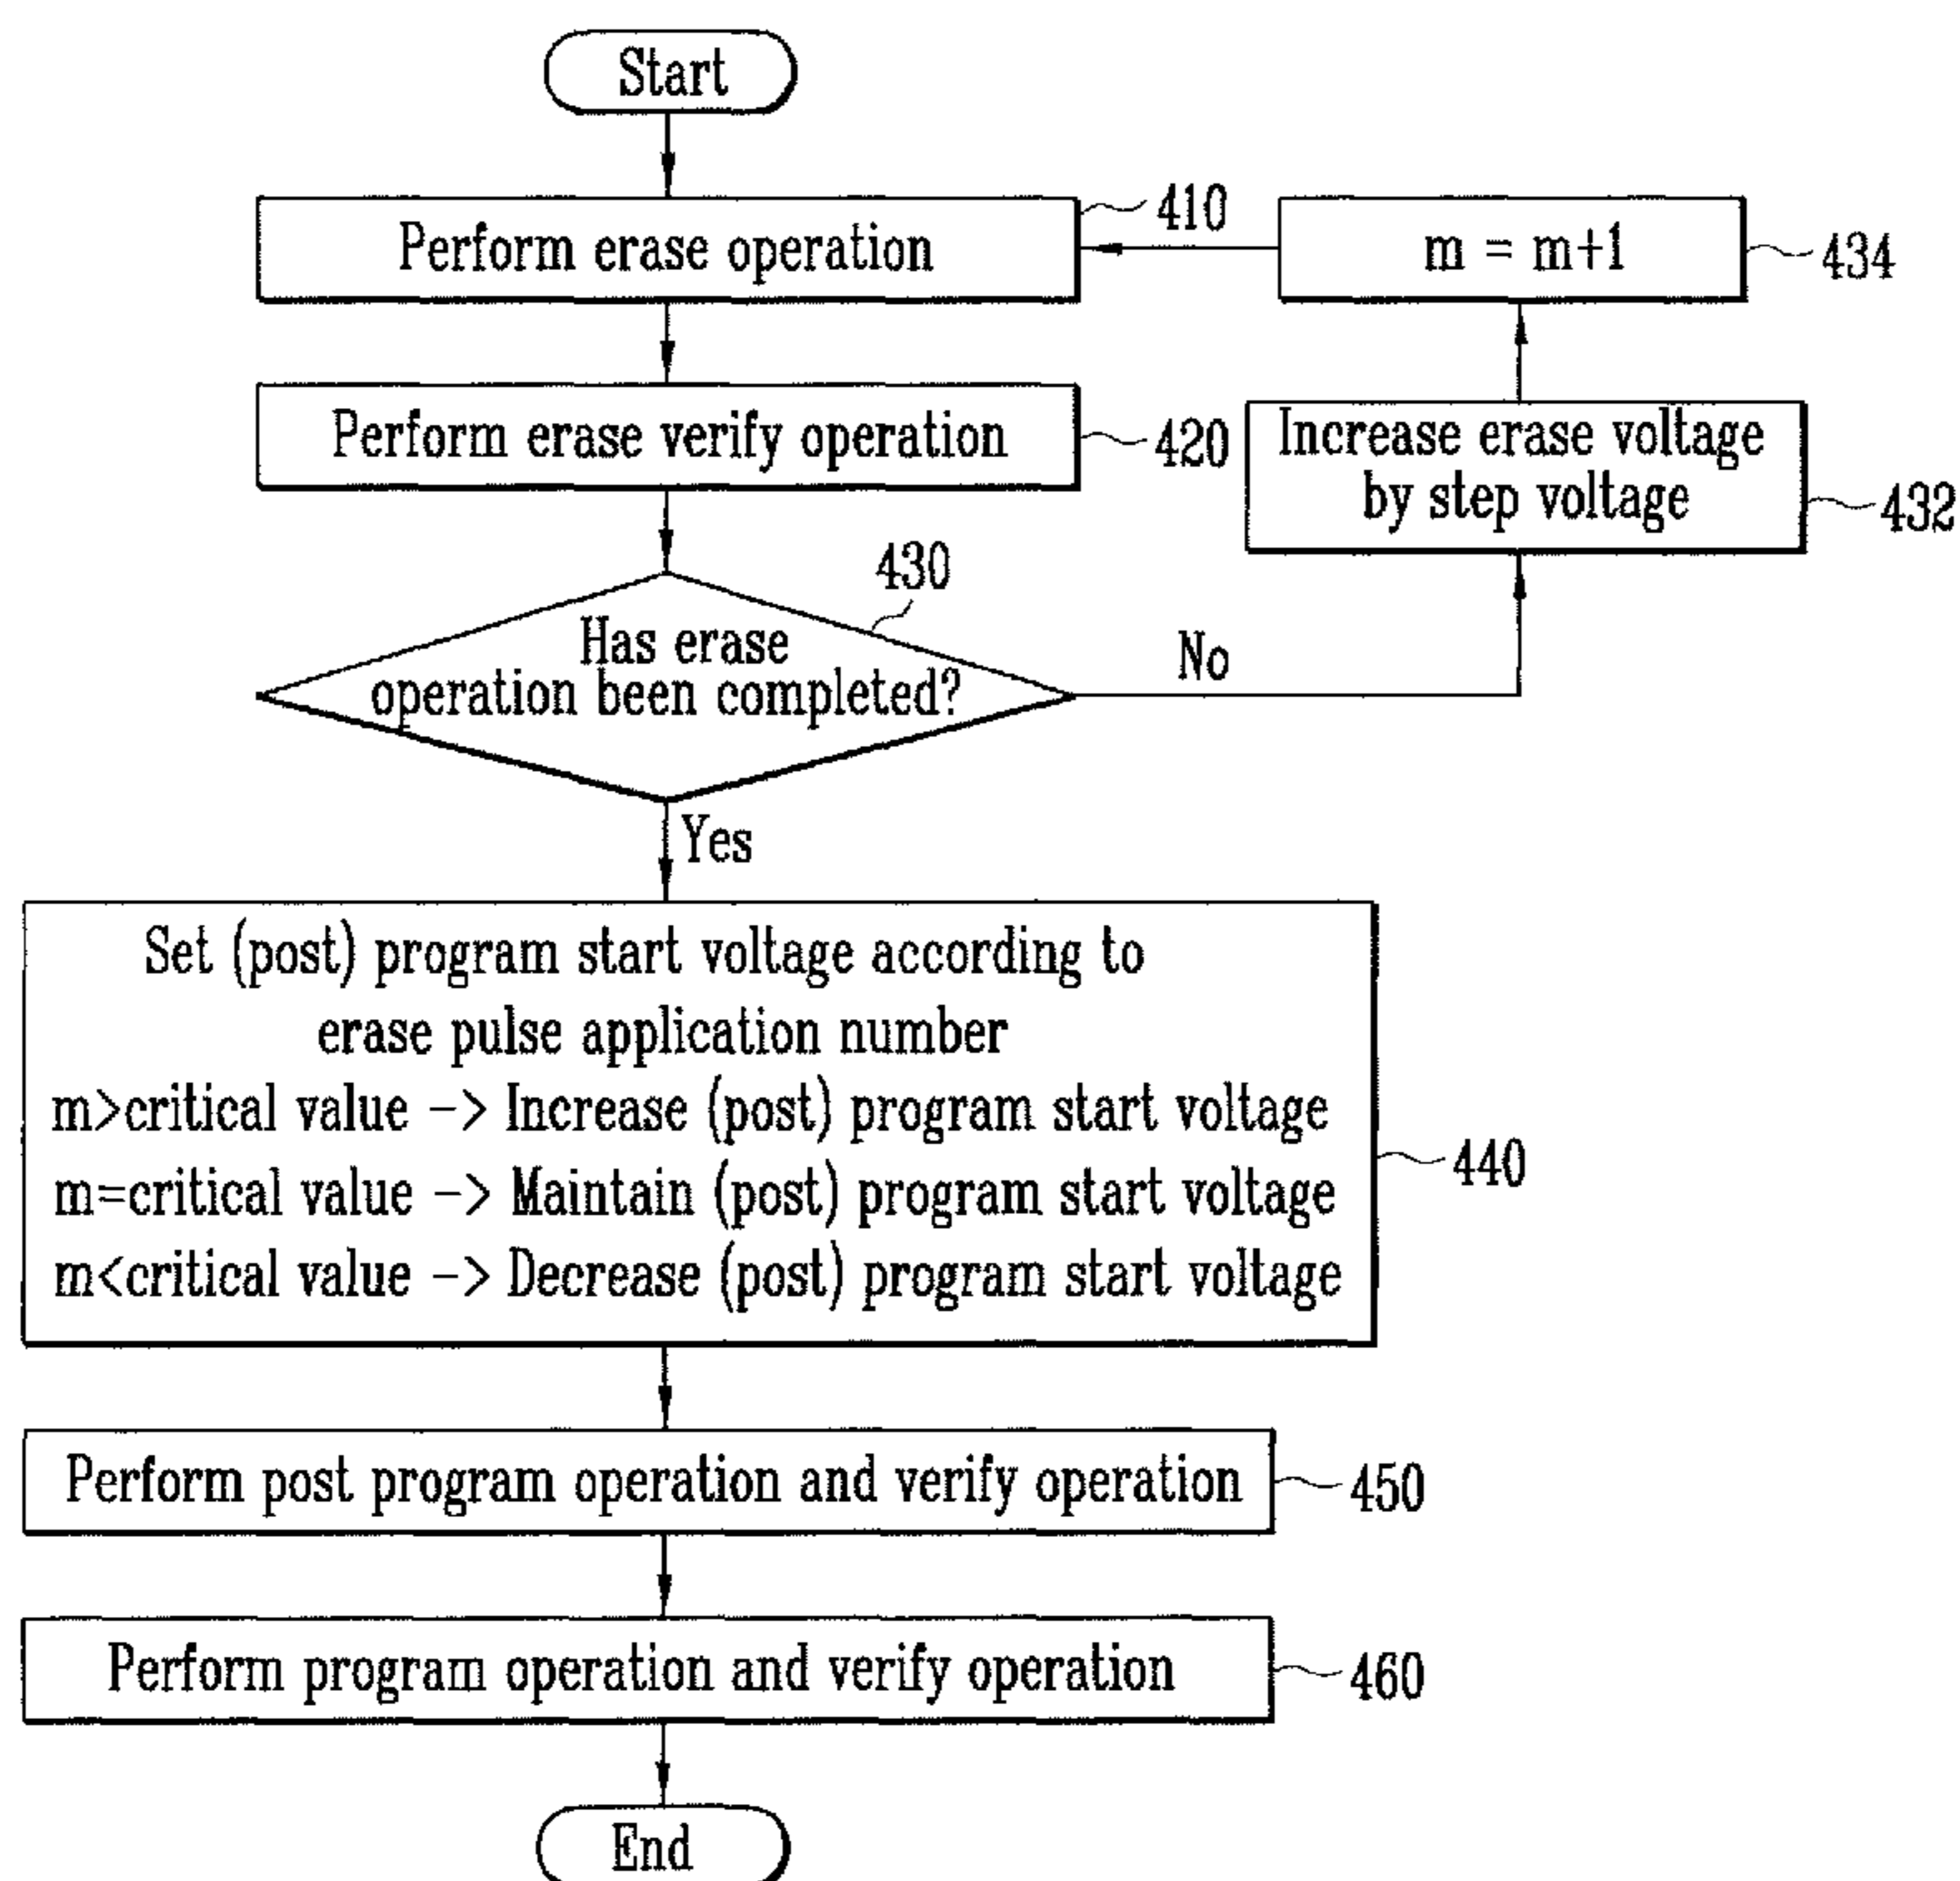 Start
410
Perform erase operation
m = m+1
434
Perform erase verify operation
420
Increase erase voltage
by step voltage
432
430
Has erase
operation been completed?
No
Yes
Set (post) program start voltage according to
erase pulse application number
m>critical value -> Increase (post) program start voltage
m=critical value -> Maintain (post) program start voltage
m<critical value -> Decrease (post) program start voltage
440
Perform post program operation and verify operation
450
Perform program operation and verify operation
460
End